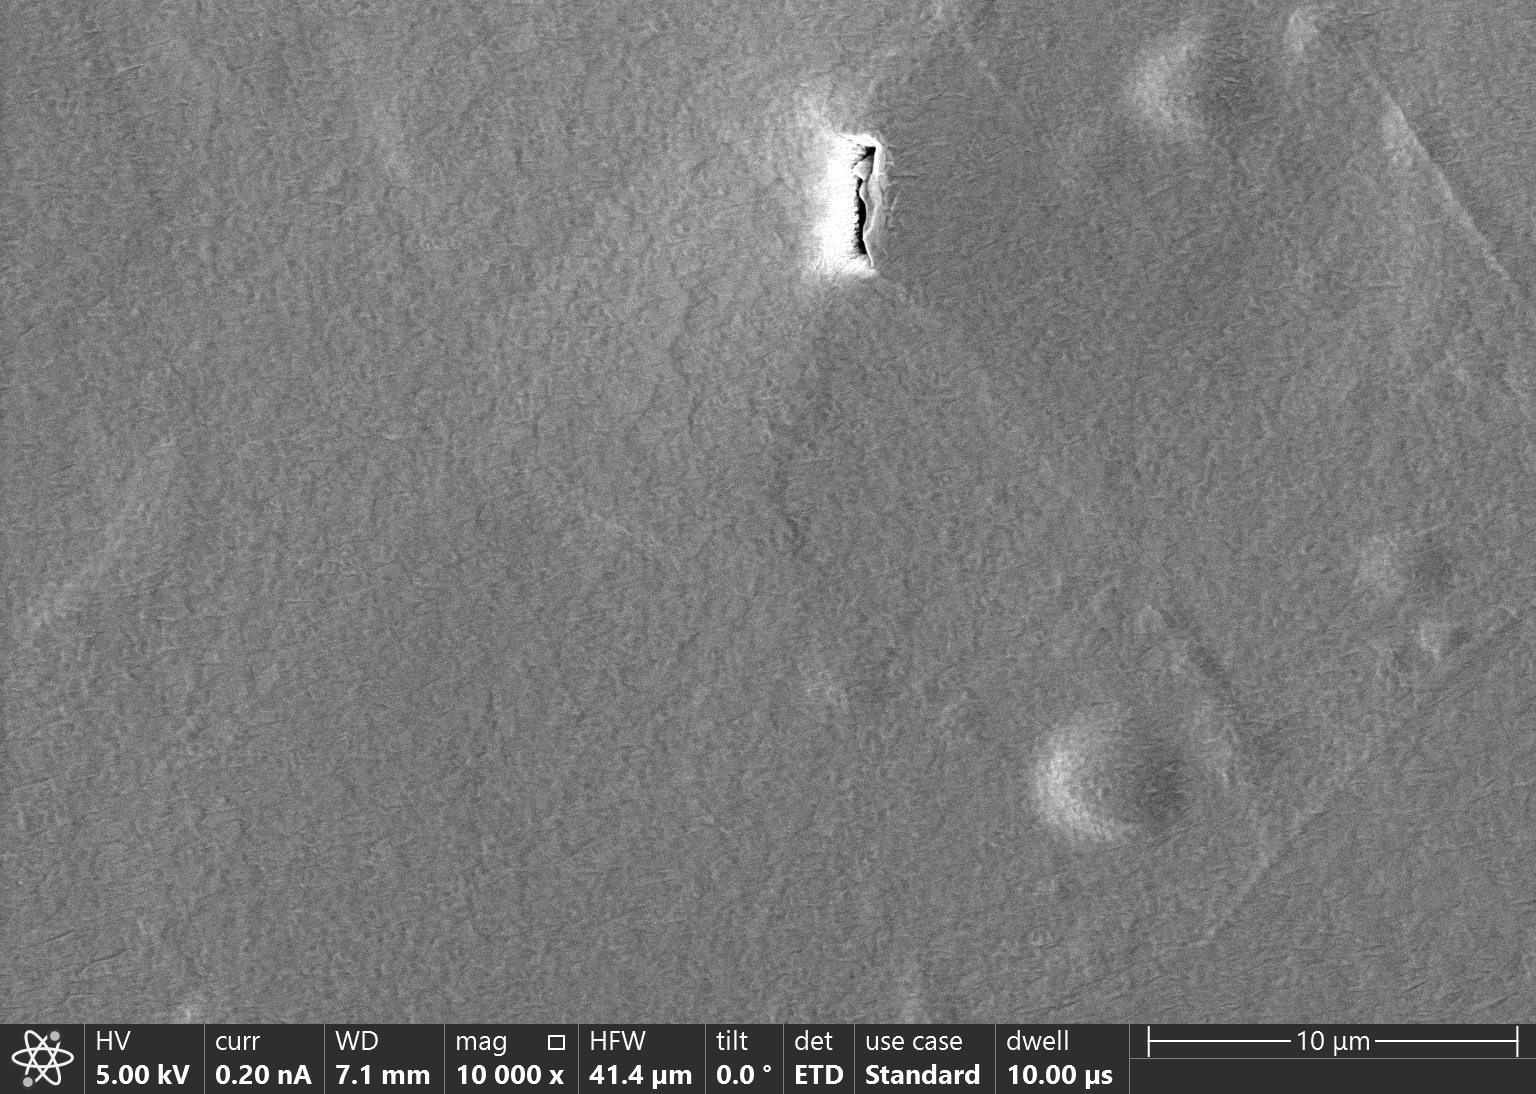 HV curr WD mag HFW tilt det use case dwell 10 µm
5.00 kV 0.20 nA 7.1 mm 10 000 x 41.4 µm 0.0 ° ETD Standard 10.00 µs